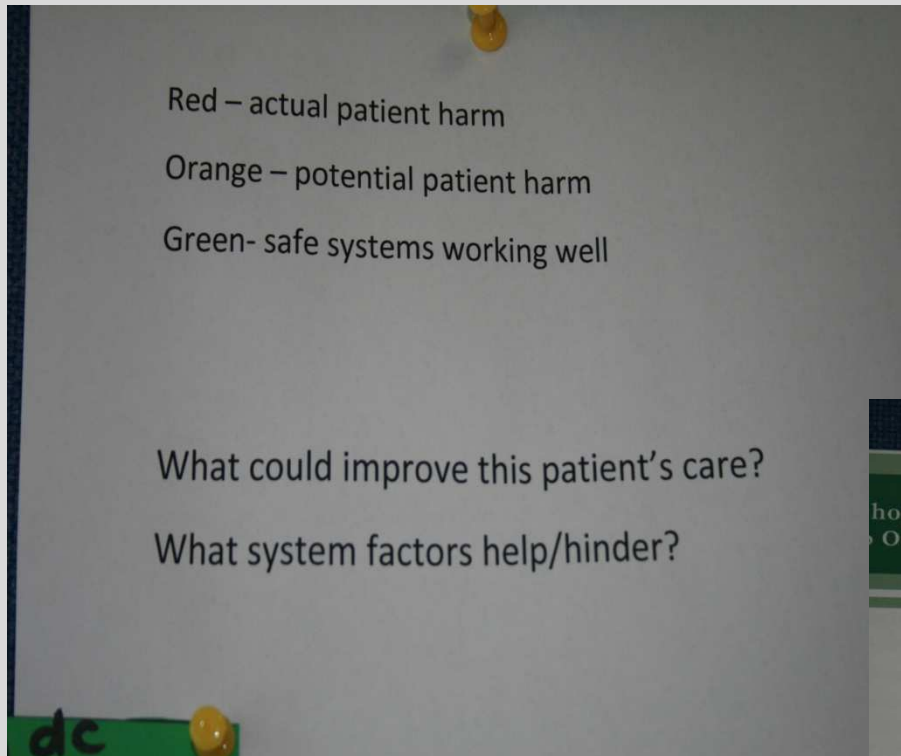 Red – actual patient harm
Orange – potential patient harm
Green- safe systems working well
What could improve this patient's care?
What system factors help/hinder?
dc